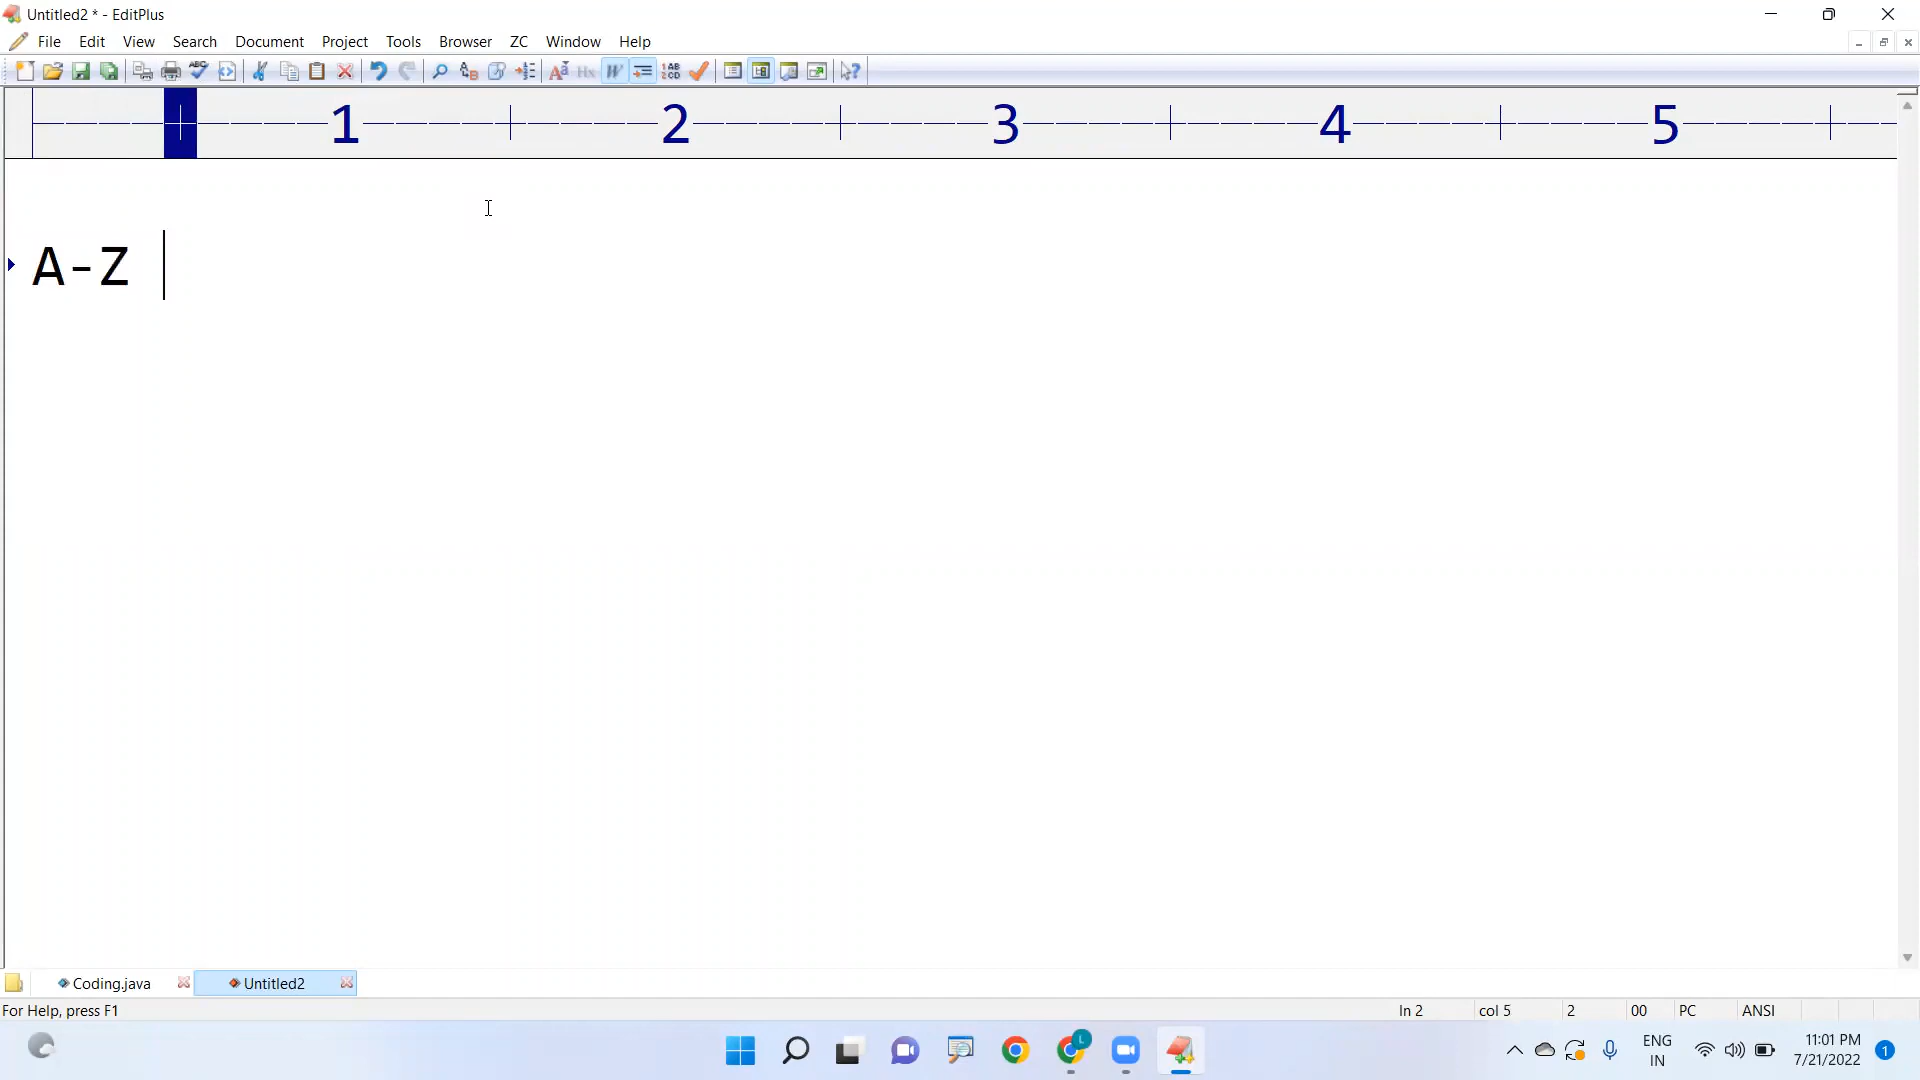 Untitled2 * - EditPlus
File Edit View Search Document Project Tools Browser ZC Window Help
1 2 3 4 5
A-Z
Coding.java Untitled2
For Help, press F1 ln 2 col 5 2 00 PC ANSI
ENG
IN
11:01 PM
7/21/2022
1